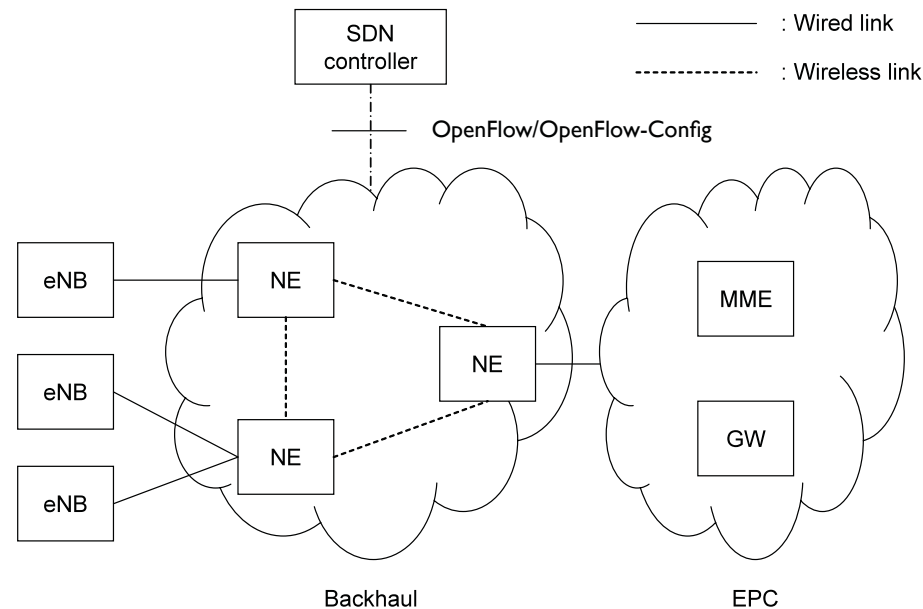 SDN
controller
: Wired link
: Wireless link
OpenFlow/OpenFlow-Config
eNB
NE
MME
NE
eNB
GW
NE
eNB
Backhaul
EPC